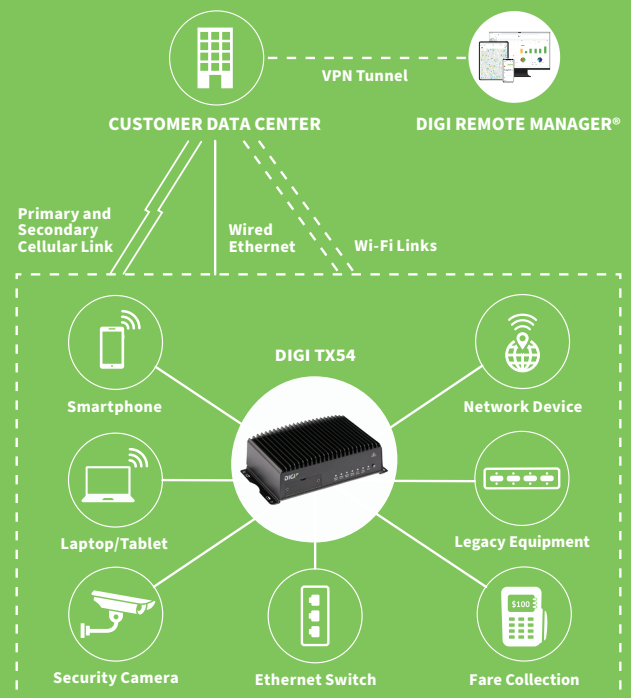 VPN Tunnel
CUSTOMER DATA CENTER
DIGI REMOTE MANAGER®
Primary and
Secondary
Cellular Link
Wired
Ethernet
Wi-Fi Links
DIGI TX54
Smartphone
Network Device
DIGI
Laptop/Tablet
Legacy Equipment
$100
Security Camera
Ethernet Switch
Fare Collection